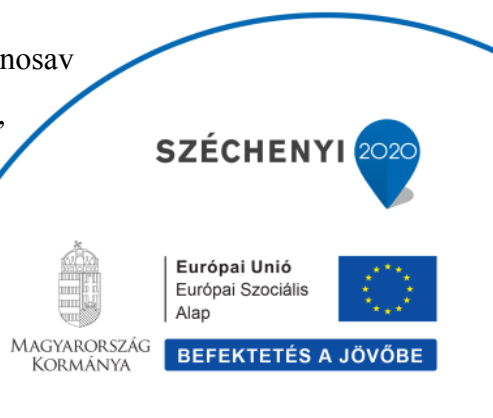 nosav
,
SZÉCHENYI 2020
Európai Unió
Európai Szociális
Alap
MAGYARORSZÁG
KORMÁNYA
BEFEKTETÉS A JÖVŐBE